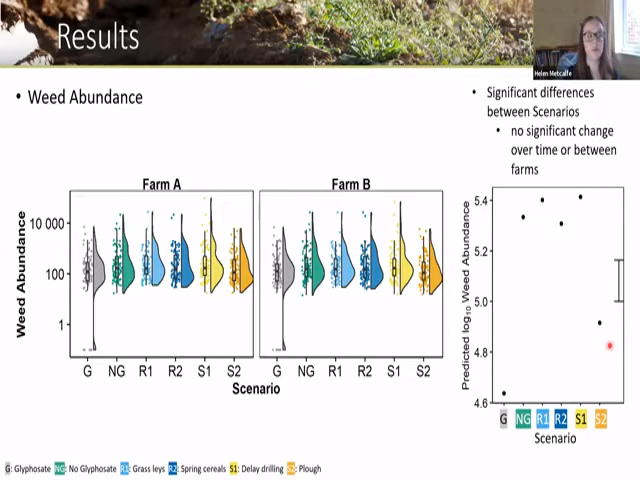 Results
Helen Metcalfe
• Weed Abundance
• Significant differences
between Scenarios
• no significant change
over time or between
farms
Farm A
Farm B
Weed Abundance
10 000
100
1
G NG R1 R2 S1 S2
G NG R1 R2 S1 S2
Scenario
Predicted log10 Weed Abundance
5.4
5.2
5.0
4.8
4.6
G NG R1 R2 S1 S2
Scenario
G: Glyphosate NG: No Glyphosate R1: Grass leys R2: Spring cereals S1: Delay drilling S2: Plough